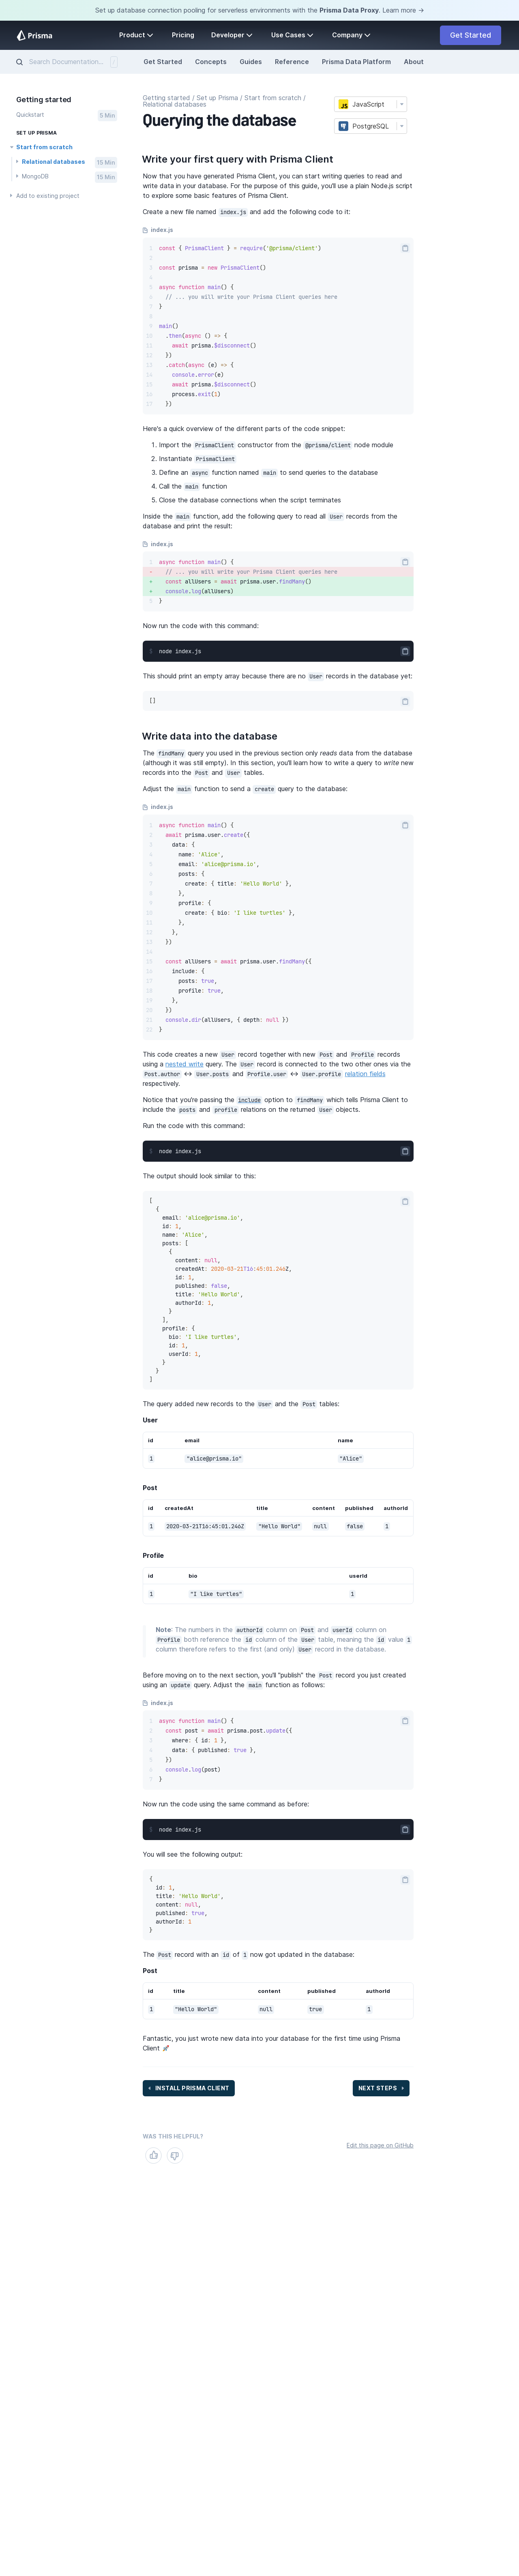 Set up database connection pooling for serverless environments with the Prisma Data Proxy. Learn more →
Prisma
Product
Pricing
Developer
Use Cases
Company
Get Started
Search Documentation...
/
Get Started
Concepts
Guides
Reference
Prisma Data Platform
About
Getting started
Quickstart
5 Min
SET UP PRISMA
Start from scratch
Relational databases
15 Min
MongoDB
15 Min
Add to existing project
Getting started / Set up Prisma / Start from scratch /
Relational databases
JavaScript
PostgreSQL
Querying the database
Write your first query with Prisma Client
Now that you have generated Prisma Client, you can start writing queries to read and
write data in your database. For the purpose of this guide, you'll use a plain Node.js script
to explore some basic features of Prisma Client.
Create a new file named index.js and add the following code to it:
index.js
1 const { PrismaClient } = require('@prisma/client')
2
3 const prisma = new PrismaClient()
4
5 async function main() {
6 // ... you will write your Prisma Client queries here
7 }
8
9 main()
10 .then(async () => {
11 await prisma.$disconnect()
12 })
13 .catch(async (e) => {
14 console.error(e)
15 await prisma.$disconnect()
16 process.exit(1)
17 })
Here's a quick overview of the different parts of the code snippet:
1. Import the PrismaClient constructor from the @prisma/client node module
2. Instantiate PrismaClient
3. Define an async function named main to send queries to the database
4. Call the main function
5. Close the database connections when the script terminates
Inside the main function, add the following query to read all User records from the
database and print the result:
index.js
1 async function main() {
- // ... you will write your Prisma Client queries here
+ const allUsers = await prisma.user.findMany()
+ console.log(allUsers)
5 }
Now run the code with this command:
$ node index.js
This should print an empty array because there are no User records in the database yet:
[]
Write data into the database
The findMany query you used in the previous section only reads data from the database
(although it was still empty). In this section, you'll learn how to write a query to write new
records into the Post and User tables.
Adjust the main function to send a create query to the database:
index.js
1 async function main() {
2 await prisma.user.create({
3 data: {
4 name: 'Alice',
5 email: 'alice@prisma.io',
6 posts: {
7 create: { title: 'Hello World' },
8 },
9 profile: {
10 create: { bio: 'I like turtles' },
11 },
12 },
13 })
14
15 const allUsers = await prisma.user.findMany({
16 include: {
17 posts: true,
18 profile: true,
19 },
20 })
21 console.dir(allUsers, { depth: null })
22 }
This code creates a new User record together with new Post and Profile records
using a nested write query. The User record is connected to the two other ones via the
Post.author ↔ User.posts and Profile.user ↔ User.profile relation fields
respectively.
Notice that you're passing the include option to findMany which tells Prisma Client to
include the posts and profile relations on the returned User objects.
Run the code with this command:
$ node index.js
The output should look similar to this:
[
{
email: 'alice@prisma.io',
id: 1,
name: 'Alice',
posts: [
{
content: null,
createdAt: 2020-03-21T16:45:01.246Z,
id: 1,
published: false,
title: 'Hello World',
authorId: 1,
}
],
profile: {
bio: 'I like turtles',
id: 1,
userId: 1,
}
}
]
The query added new records to the User and the Post tables:
User
id email name
1 "alice@prisma.io" "Alice"
Post
id createdAt title content published authorId
1 2020-03-21T16:45:01.246Z "Hello World" null false 1
Profile
id bio userId
1 "I like turtles" 1
Note: The numbers in the authorId column on Post and userId column on
Profile both reference the id column of the User table, meaning the id value 1
column therefore refers to the first (and only) User record in the database.
Before moving on to the next section, you'll "publish" the Post record you just created
using an update query. Adjust the main function as follows:
index.js
1 async function main() {
2 const post = await prisma.post.update({
3 where: { id: 1 },
4 data: { published: true },
5 })
6 console.log(post)
7 }
Now run the code using the same command as before:
$ node index.js
You will see the following output:
{
id: 1,
title: 'Hello World',
content: null,
published: true,
authorId: 1
}
The Post record with an id of 1 now got updated in the database:
Post
id title content published authorId
1 "Hello World" null true 1
Fantastic, you just wrote new data into your database for the first time using Prisma
Client 🚀
‹ INSTALL PRISMA CLIENT
NEXT STEPS ›
WAS THIS HELPFUL?
Edit this page on GitHub